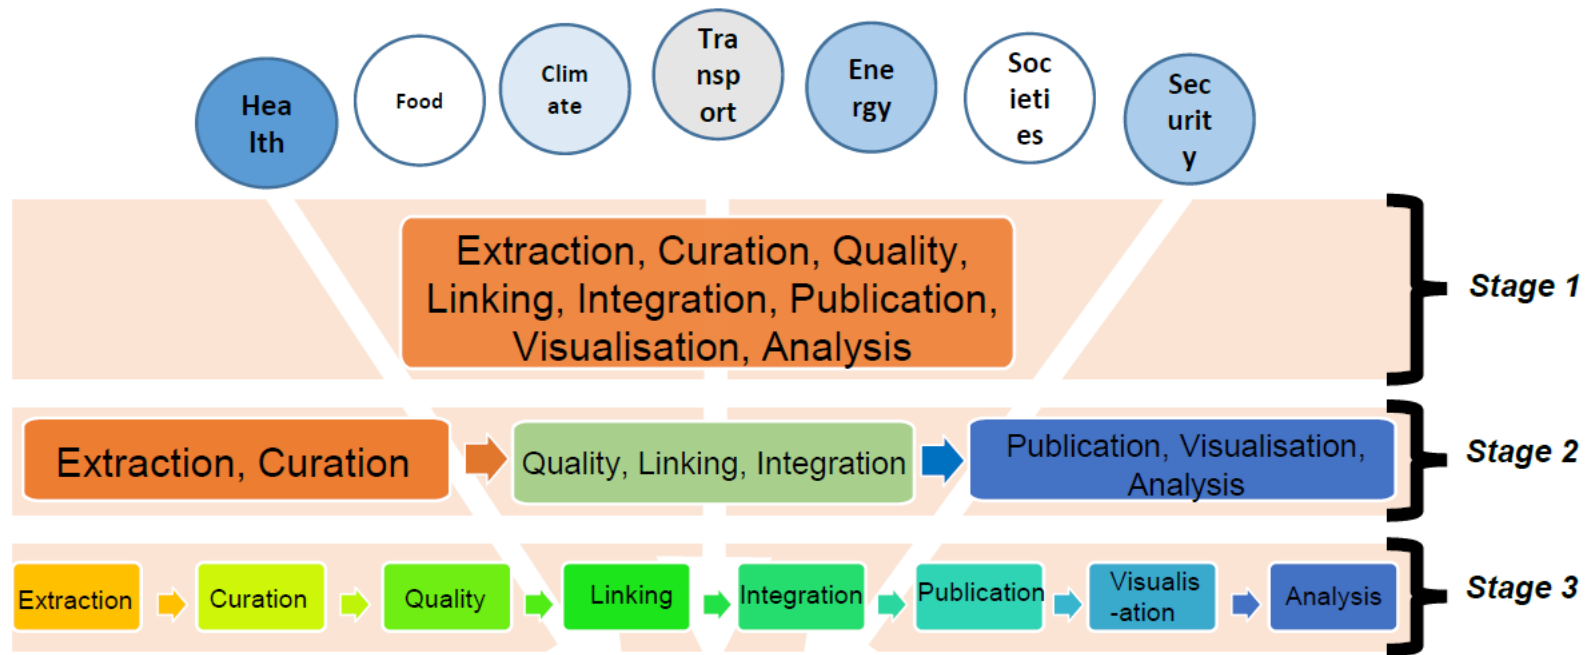 Hea
lth
Food
Clim
ate
Tra
nsp
ort
Ene
rgy
Soc
ieti
es
Sec
urit
y
Extraction, Curation, Quality,
Linking, Integration, Publication,
Visualisation, Analysis
Stage 1
Extraction, Curation
Quality, Linking, Integration
Publication, Visualisation,
Analysis
Stage 2
Extraction
Curation
Quality
Linking
Integration
Publication
Visualis
-ation
Analysis
Stage 3